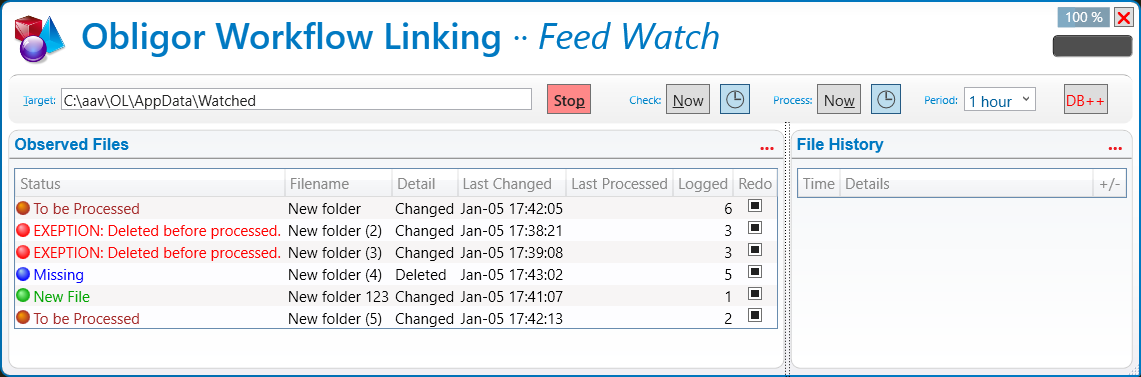 100 %
Obligor Workflow Linking ·· Feed Watch
Target: C:\aav\OL\AppData\Watched Stop Check: Now Process: Now Period: 1 hour DB++
Observed Files ... File History ...
Status Filename Detail Last Changed Last Processed Logged Redo Time Details +/-
To be Processed New folder Changed Jan-05 17:42:05 6
EXEPTION: Deleted before processed. New folder (2) Changed Jan-05 17:38:21 3
EXEPTION: Deleted before processed. New folder (3) Changed Jan-05 17:39:08 3
Missing New folder (4) Deleted Jan-05 17:43:02 5
New File New folder 123 Changed Jan-05 17:41:07 1
To be Processed New folder (5) Changed Jan-05 17:42:13 2